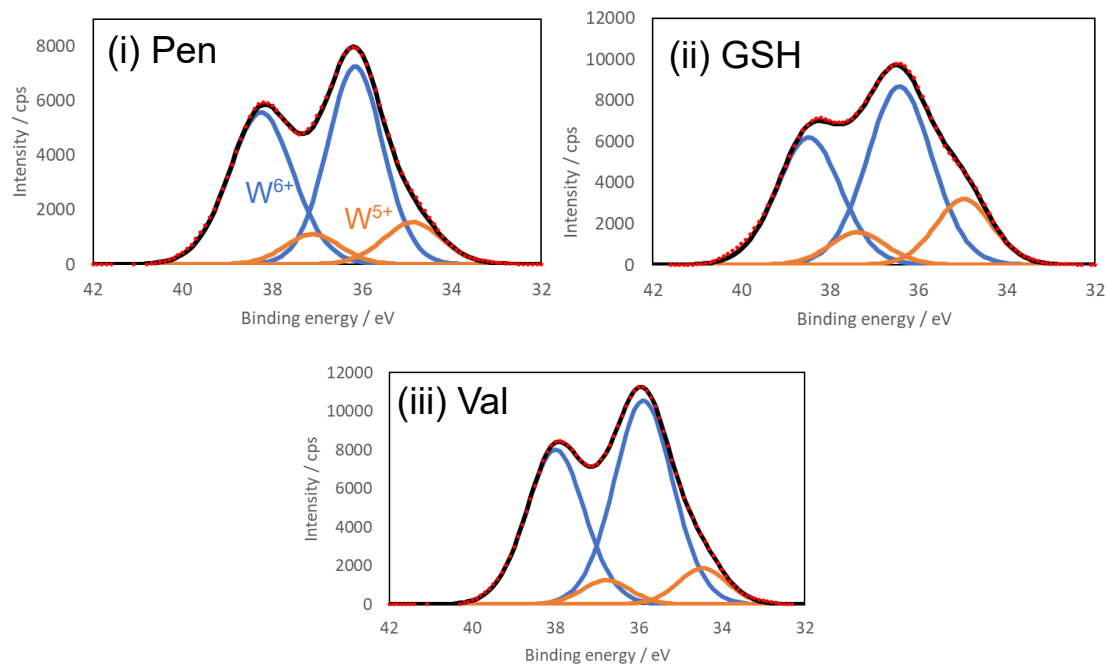 (i) Pen
8000
6000
4000
2000
0
Intensity / cps
W6+
W5+
42 40 38 36 34 32
Binding energy / eV
(ii) GSH
12000
10000
8000
6000
4000
2000
0
Intensity / cps
42 40 38 36 34 32
Binding energy / eV
(iii) Val
12000
10000
8000
6000
4000
2000
0
Intensity / cps
42 40 38 36 34 32
Binding energy / eV